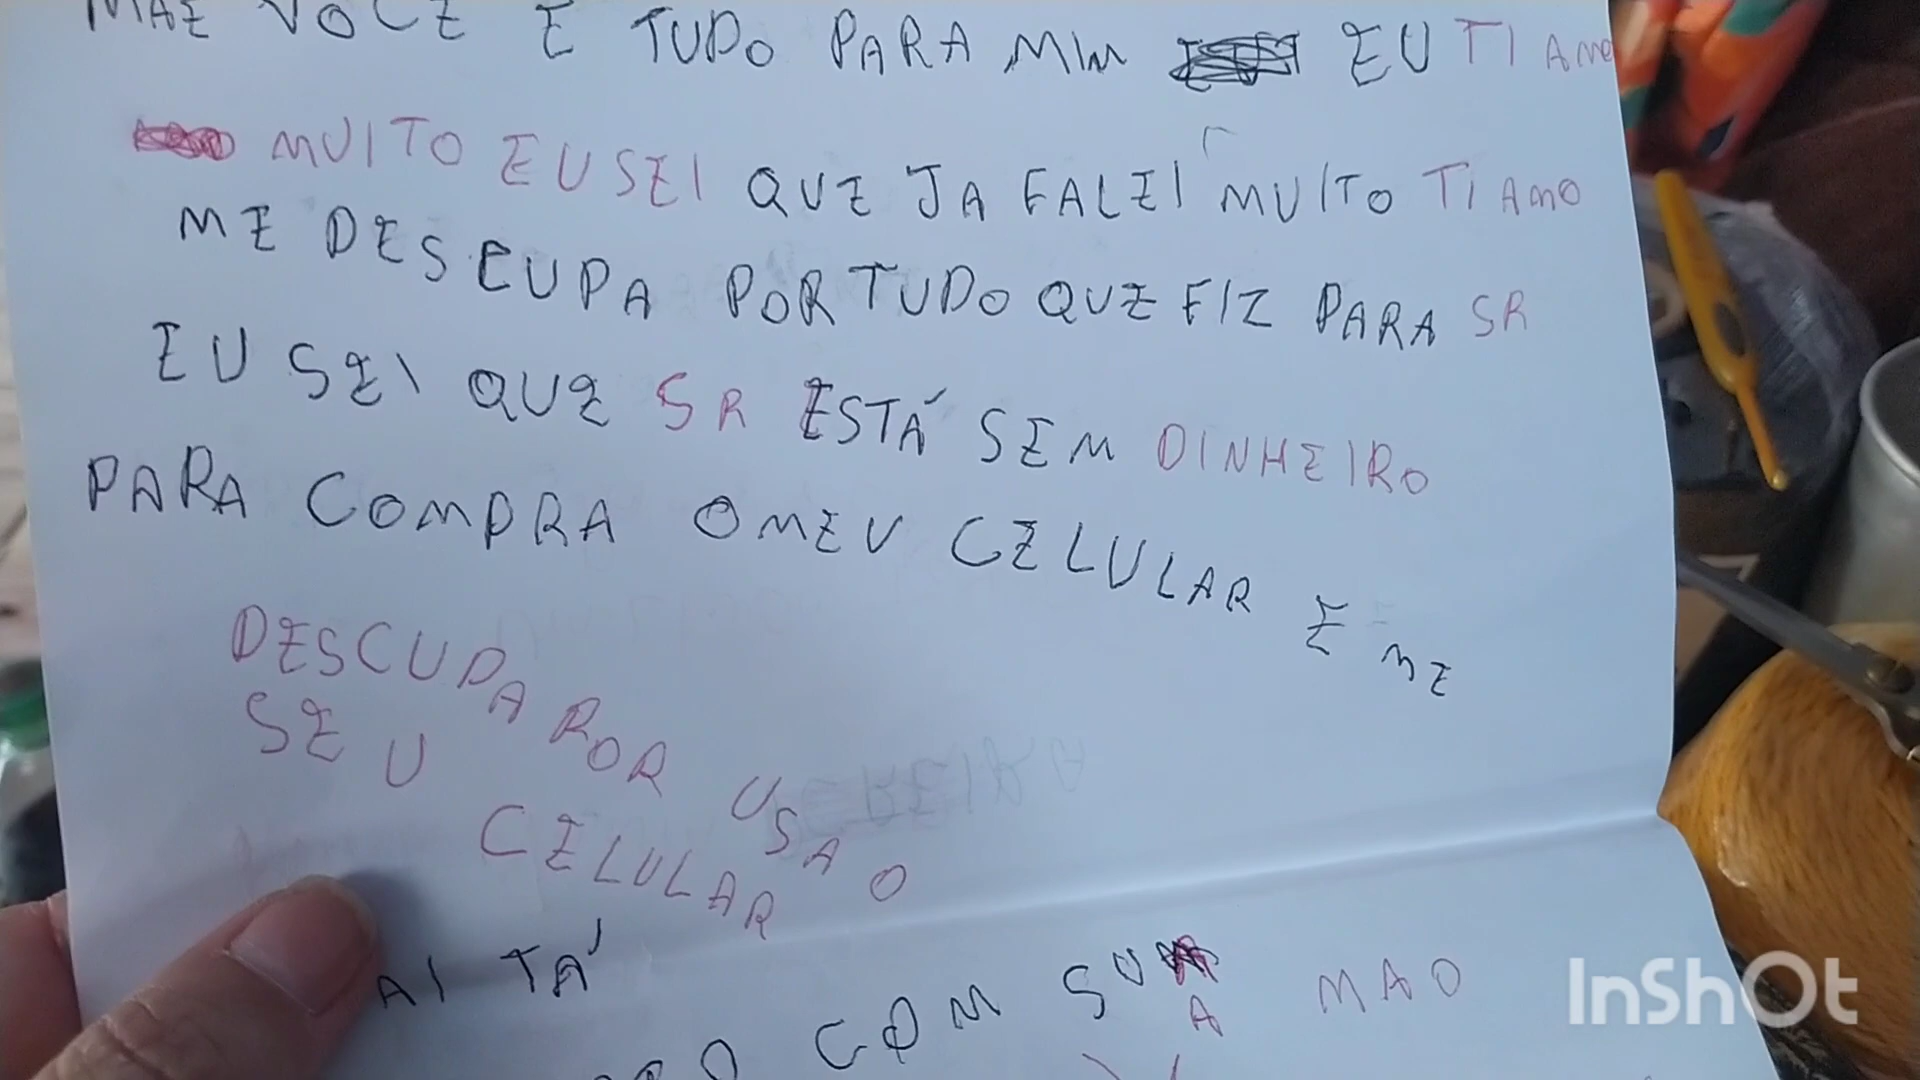 MÃE VOCE E TUDO PARA MIM EU TI AMO
MUITO EU SEI QUE JA FALEI MUITO TI AMO
ME DESCUPA POR TUDO QUE FIZ PARA SR
EU SEI QUE SR ESTÁ SEM DINHEIRO
PARA COMPRA O MEU CELULAR E ME
DESCUPA POR USA O
SEU CELULAR
AI TÁ
COM SUA MAO
InShOt